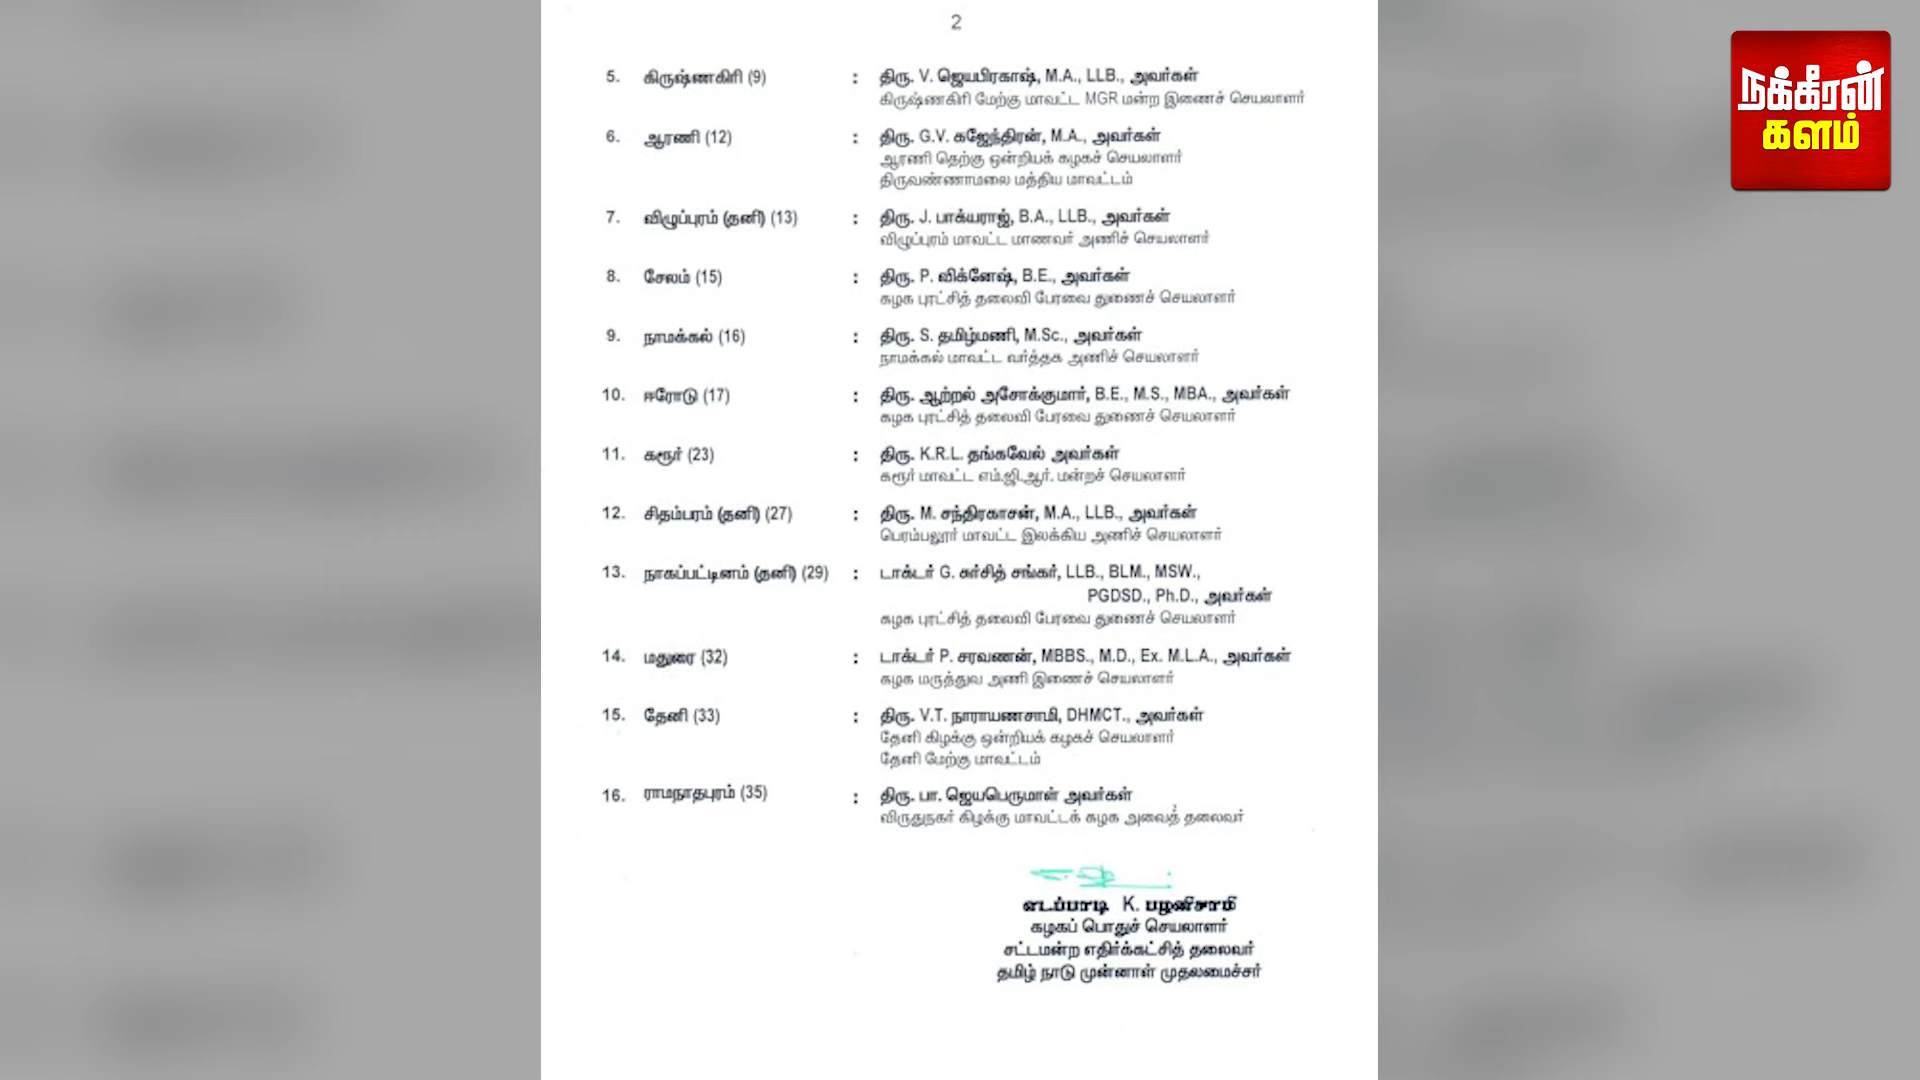 2
நக்கீரன்
களம்
5. கிருஷ்ணகிரி (9) : திரு. V. ஜெயபிரகாஷ், M.A., LLB., அவர்கள்
கிருஷ்ணகிரி மேற்கு மாவட்ட MGR மன்ற இணைச் செயலாளர்
6. ஆரணி (12) : திரு. G.V. கஜேந்திரன், M.A., அவர்கள்
ஆரணி தெற்கு ஒன்றியக் கழகச் செயலாளர்
திருவண்ணாமலை மத்திய மாவட்டம்
7. விழுப்புரம் (தனி) (13) : திரு. J. பாக்யராஜ், B.A., LLB., அவர்கள்
விழுப்புரம் மாவட்ட மாணவர் அணிச் செயலாளர்
8. சேலம் (15) : திரு. P. விக்னேஷ், B.E., அவர்கள்
கழக புரட்சித் தலைவி பேரவை துணைச் செயலாளர்
9. நாமக்கல் (16) : திரு. S. தமிழ்மணி, M.Sc., அவர்கள்
நாமக்கல் மாவட்ட வர்த்தக அணிச் செயலாளர்
10. ஈரோடு (17) : திரு. ஆற்றல் அசோக்குமார், B.E., M.S., MBA., அவர்கள்
கழக புரட்சித் தலைவி பேரவை துணைச் செயலாளர்
11. கரூர் (23) : திரு. K.R.L. தங்கவேல் அவர்கள்
கரூர் மாவட்ட எம்.ஜி.ஆர். மன்றச் செயலாளர்
12. சிதம்பரம் (தனி) (27) : திரு. M. சந்திரகாசன், M.A., LLB., அவர்கள்
பெரம்பலூர் மாவட்ட இலக்கிய அணிச் செயலாளர்
13. நாகப்பட்டினம் (தனி) (29) : டாக்டர் G. சுர்சித் சங்கர், LLB., BLM., MSW.,
PGDSD., Ph.D., அவர்கள்
கழக புரட்சித் தலைவி பேரவை துணைச் செயலாளர்
14. மதுரை (32) : டாக்டர் P. சரவணன், MBBS., M.D., Ex. M.L.A., அவர்கள்
கழக மருத்துவ அணி இணைச் செயலாளர்
15. தேனி (33) : திரு. V.T. நாராயணசாமி, DHMCT., அவர்கள்
தேனி கிழக்கு ஒன்றியக் கழகச் செயலாளர்
தேனி மேற்கு மாவட்டம்
16. ராமநாதபுரம் (35) : திரு. பா. ஜெயபெருமாள் அவர்கள்
விருதுநகர் கிழக்கு மாவட்டக் கழக அவைத் தலைவர்
எடப்பாடி K. பழனிசாமி
கழகப் பொதுச் செயலாளர்
சட்டமன்ற எதிர்க்கட்சித் தலைவர்
தமிழ் நாடு முன்னாள் முதலமைச்சர்